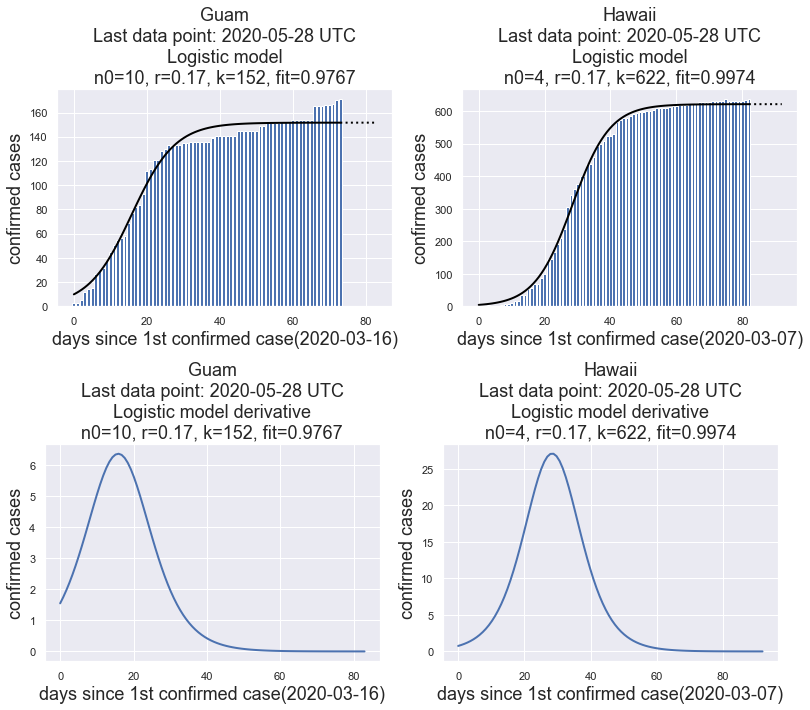 Guam
Last data point: 2020-05-28 UTC
Logistic model
n0=10, r=0.17, k=152, fit=0.9767
confirmed cases
160
140
120
100
80
60
40
20
0
0 20 40 60 80
days since 1st confirmed case(2020-03-16)
Hawaii
Last data point: 2020-05-28 UTC
Logistic model
n0=4, r=0.17, k=622, fit=0.9974
confirmed cases
600
500
400
300
200
100
0
0 20 40 60 80
days since 1st confirmed case(2020-03-07)
Guam
Last data point: 2020-05-28 UTC
Logistic model derivative
n0=10, r=0.17, k=152, fit=0.9767
confirmed cases
6
5
4
3
2
1
0
0 20 40 60 80
days since 1st confirmed case(2020-03-16)
Hawaii
Last data point: 2020-05-28 UTC
Logistic model derivative
n0=4, r=0.17, k=622, fit=0.9974
confirmed cases
25
20
15
10
5
0
0 20 40 60 80
days since 1st confirmed case(2020-03-07)